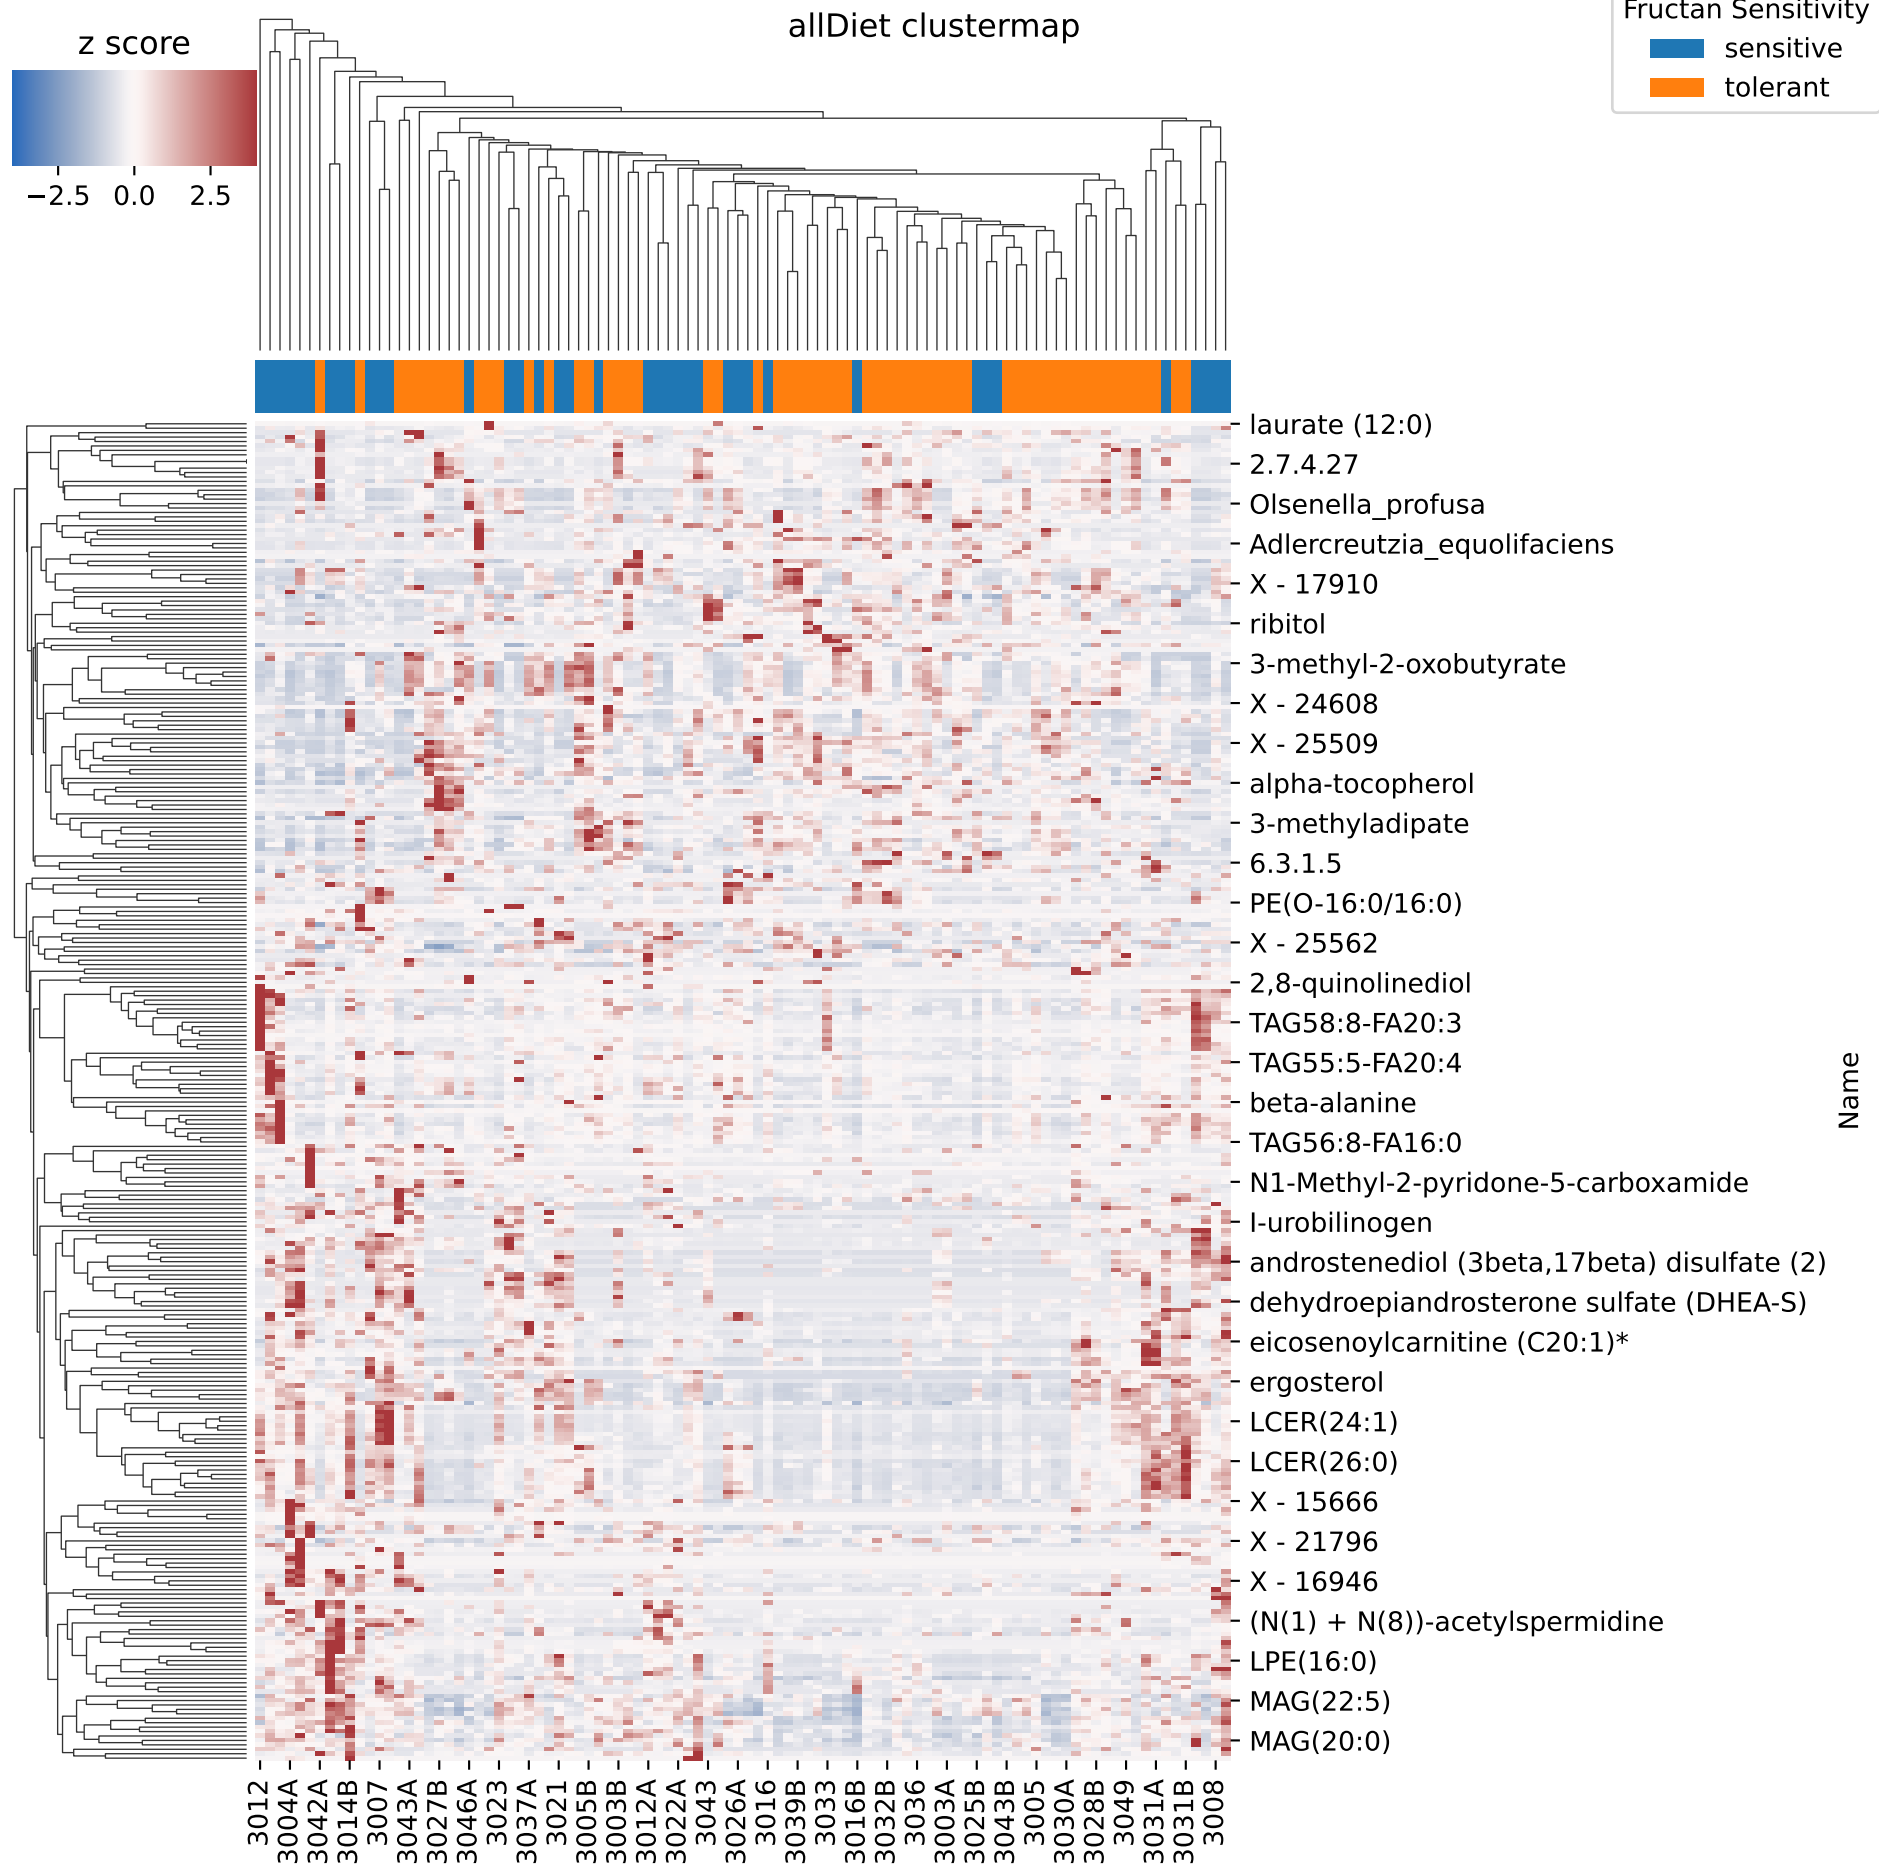 allDiet clustermap
z score
−2.5 0.0 2.5
Fructan Sensitivity
sensitive
tolerant
laurate (12:0)
2.7.4.27
Olsenella_profusa
Adlercreutzia_equolifaciens
X - 17910
ribitol
3-methyl-2-oxobutyrate
X - 24608
X - 25509
alpha-tocopherol
3-methyladipate
6.3.1.5
PE(O-16:0/16:0)
X - 25562
2,8-quinolinediol
TAG58:8-FA20:3
TAG55:5-FA20:4
beta-alanine
TAG56:8-FA16:0
N1-Methyl-2-pyridone-5-carboxamide
I-urobilinogen
androstenediol (3beta,17beta) disulfate (2)
dehydroepiandrosterone sulfate (DHEA-S)
eicosenoylcarnitine (C20:1)*
ergosterol
LCER(24:1)
LCER(26:0)
X - 15666
X - 21796
X - 16946
(N(1) + N(8))-acetylspermidine
LPE(16:0)
MAG(22:5)
MAG(20:0)
Name
3012
3004A
3042A
3014B
3007
3043A
3027B
3046A
3023
3037A
3021
3005B
3003B
3012A
3022A
3043
3026A
3016
3039B
3033
3016B
3032B
3036
3003A
3025B
3043B
3005
3030A
3028B
3049
3031A
3031B
3008